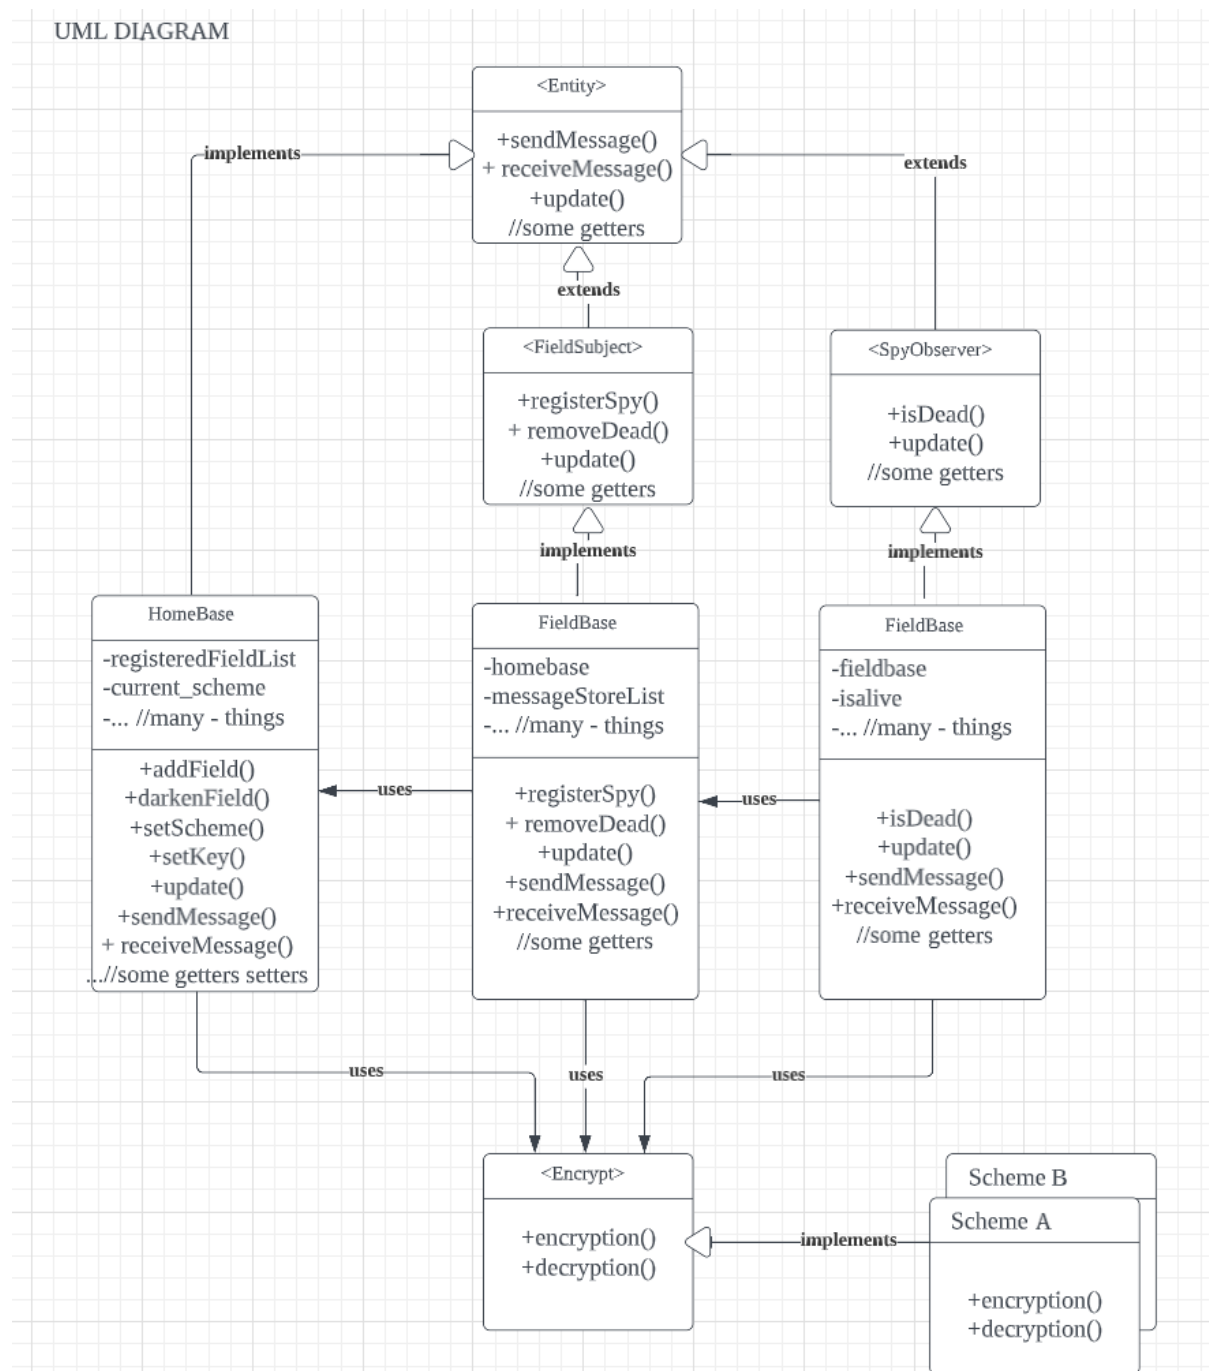 UML DIAGRAM
<Entity>
+sendMessage()
+ receiveMessage()
+update()
//some getters
implements
extends
extends
<FieldSubject>
+registerSpy()
+ removeDead()
+update()
//some getters
<SpyObserver>
+isDead()
+update()
//some getters
implements
implements
HomeBase
-registeredFieldList
-current_scheme
-... //many - things
+addField()
+darkenField()
+setScheme()
+setKey()
+update()
+sendMessage()
+ receiveMessage()
...//some getters setters
uses
FieldBase
-homebase
-messageStoreList
-... //many - things
+registerSpy()
+ removeDead()
+update()
+sendMessage()
+receiveMessage()
//some getters
uses
FieldBase
-fieldbase
-isalive
-... //many - things
+isDead()
+update()
+sendMessage()
+receiveMessage()
//some getters
uses
uses
uses
<Encrypt>
+encryption()
+decryption()
implements
Scheme B
Scheme A
+encryption()
+decryption()